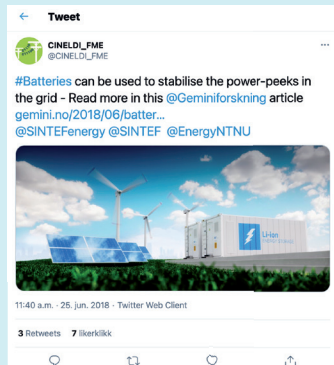 Tweet
CINELDI_FME
@CINELDI_FME
#Batteries can be used to stabilise the power-peeks in
the grid - Read more in this @Geminiforskning article
gemini.no/2018/06/batter...
@SINTEFenergy @SINTEF @EnergyNTNU
Li-ion
11:40 a.m. · 25. jun. 2018 · Twitter Web Client
3 Retweets 7 likerklikk